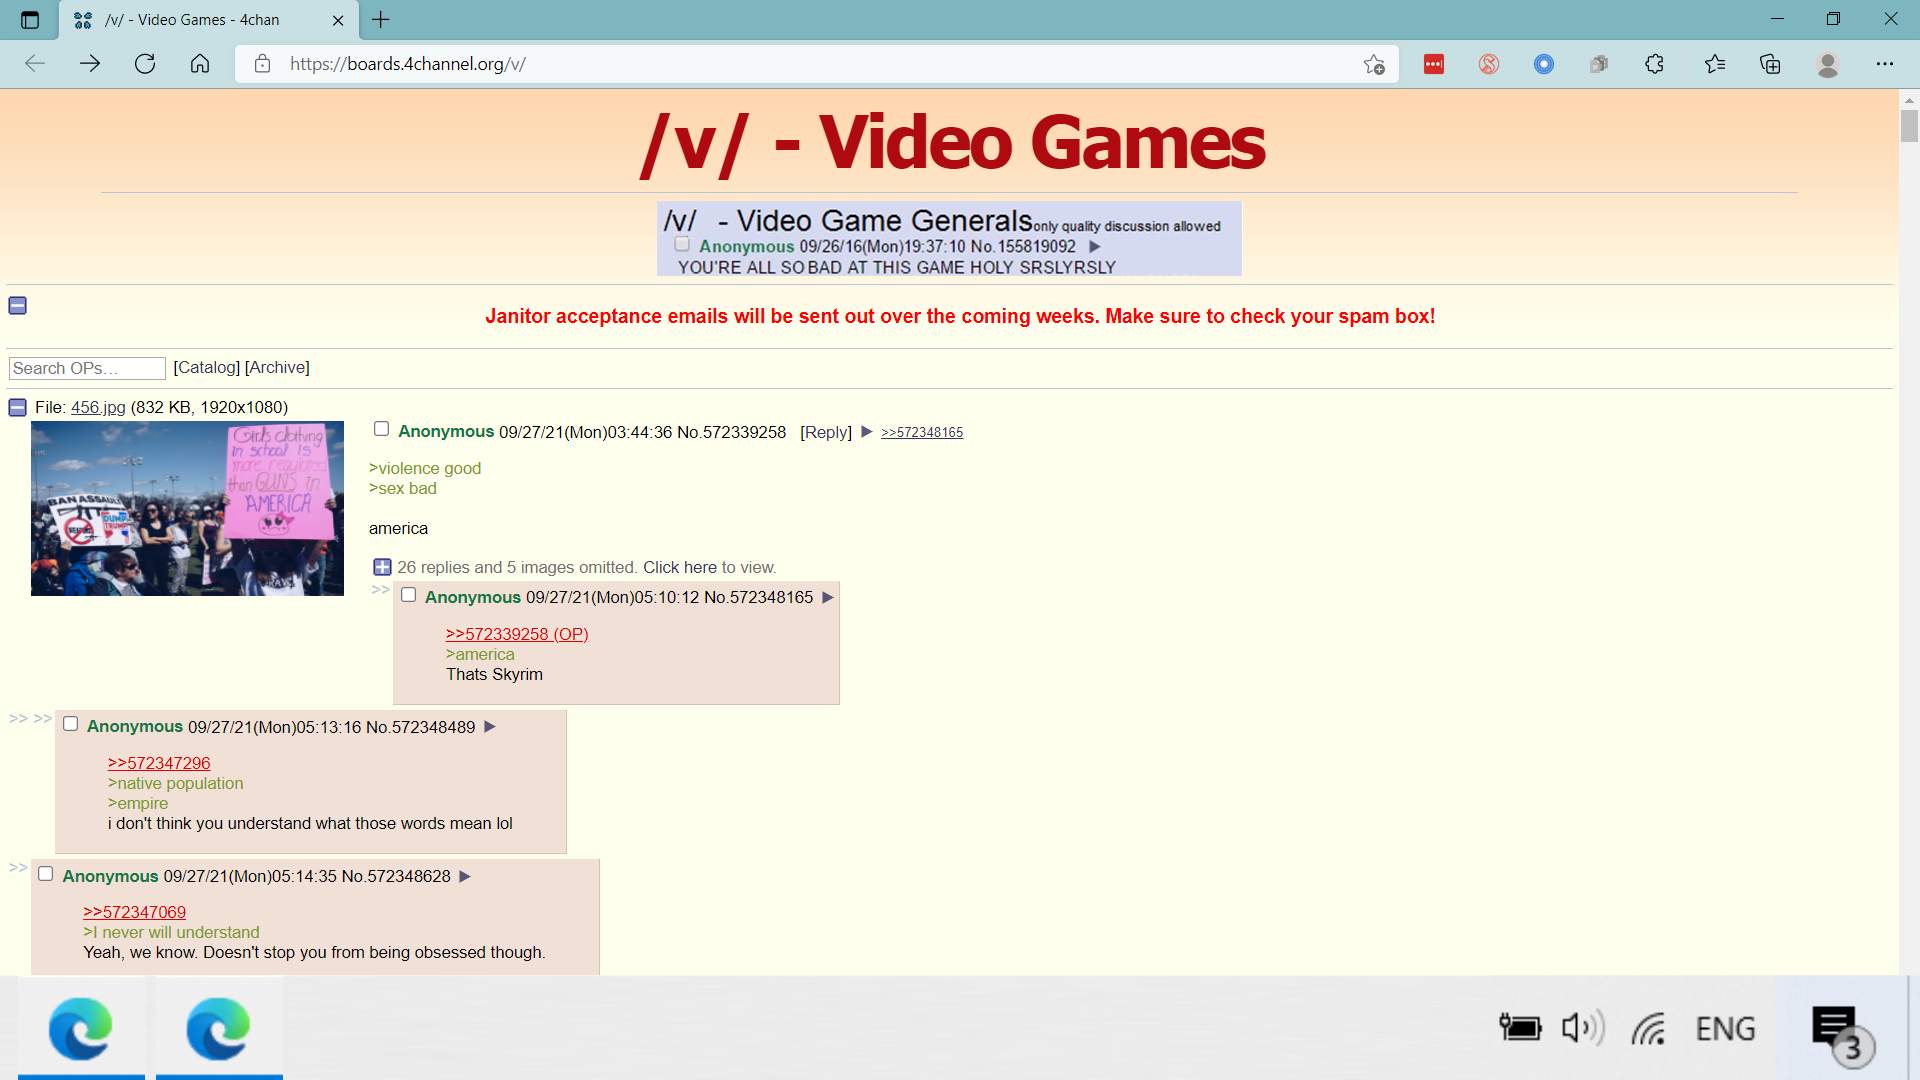 /v/ - Video Games - 4chan
https://boards.4channel.org/v/
/v/ - Video Games
/v/ - Video Game Generals only quality discussion allowed
Anonymous 09/26/16(Mon)19:37:10 No.155819092 ▶
YOU'RE ALL SO BAD AT THIS GAME HOLY SRSLYRSLY
Janitor acceptance emails will be sent out over the coming weeks. Make sure to check your spam box!
Search OPs… [Catalog] [Archive]
File: 456.jpg (832 KB, 1920x1080)
Girls clothing
in school is
more regulated
than GUNS in
AMERICA
BAN ASSAULT
WEAPONS
DUMP
TRUMP
Anonymous 09/27/21(Mon)03:44:36 No.572339258 [Reply] ▶ >>572348165
>violence good
>sex bad
america
26 replies and 5 images omitted. Click here to view.
>> Anonymous 09/27/21(Mon)05:10:12 No.572348165 ▶
>>572339258 (OP)
>america
Thats Skyrim
>> >> Anonymous 09/27/21(Mon)05:13:16 No.572348489 ▶
>>572347296
>native population
>empire
i don't think you understand what those words mean lol
>> Anonymous 09/27/21(Mon)05:14:35 No.572348628 ▶
>>572347069
>I never will understand
Yeah, we know. Doesn't stop you from being obsessed though.
ENG
3